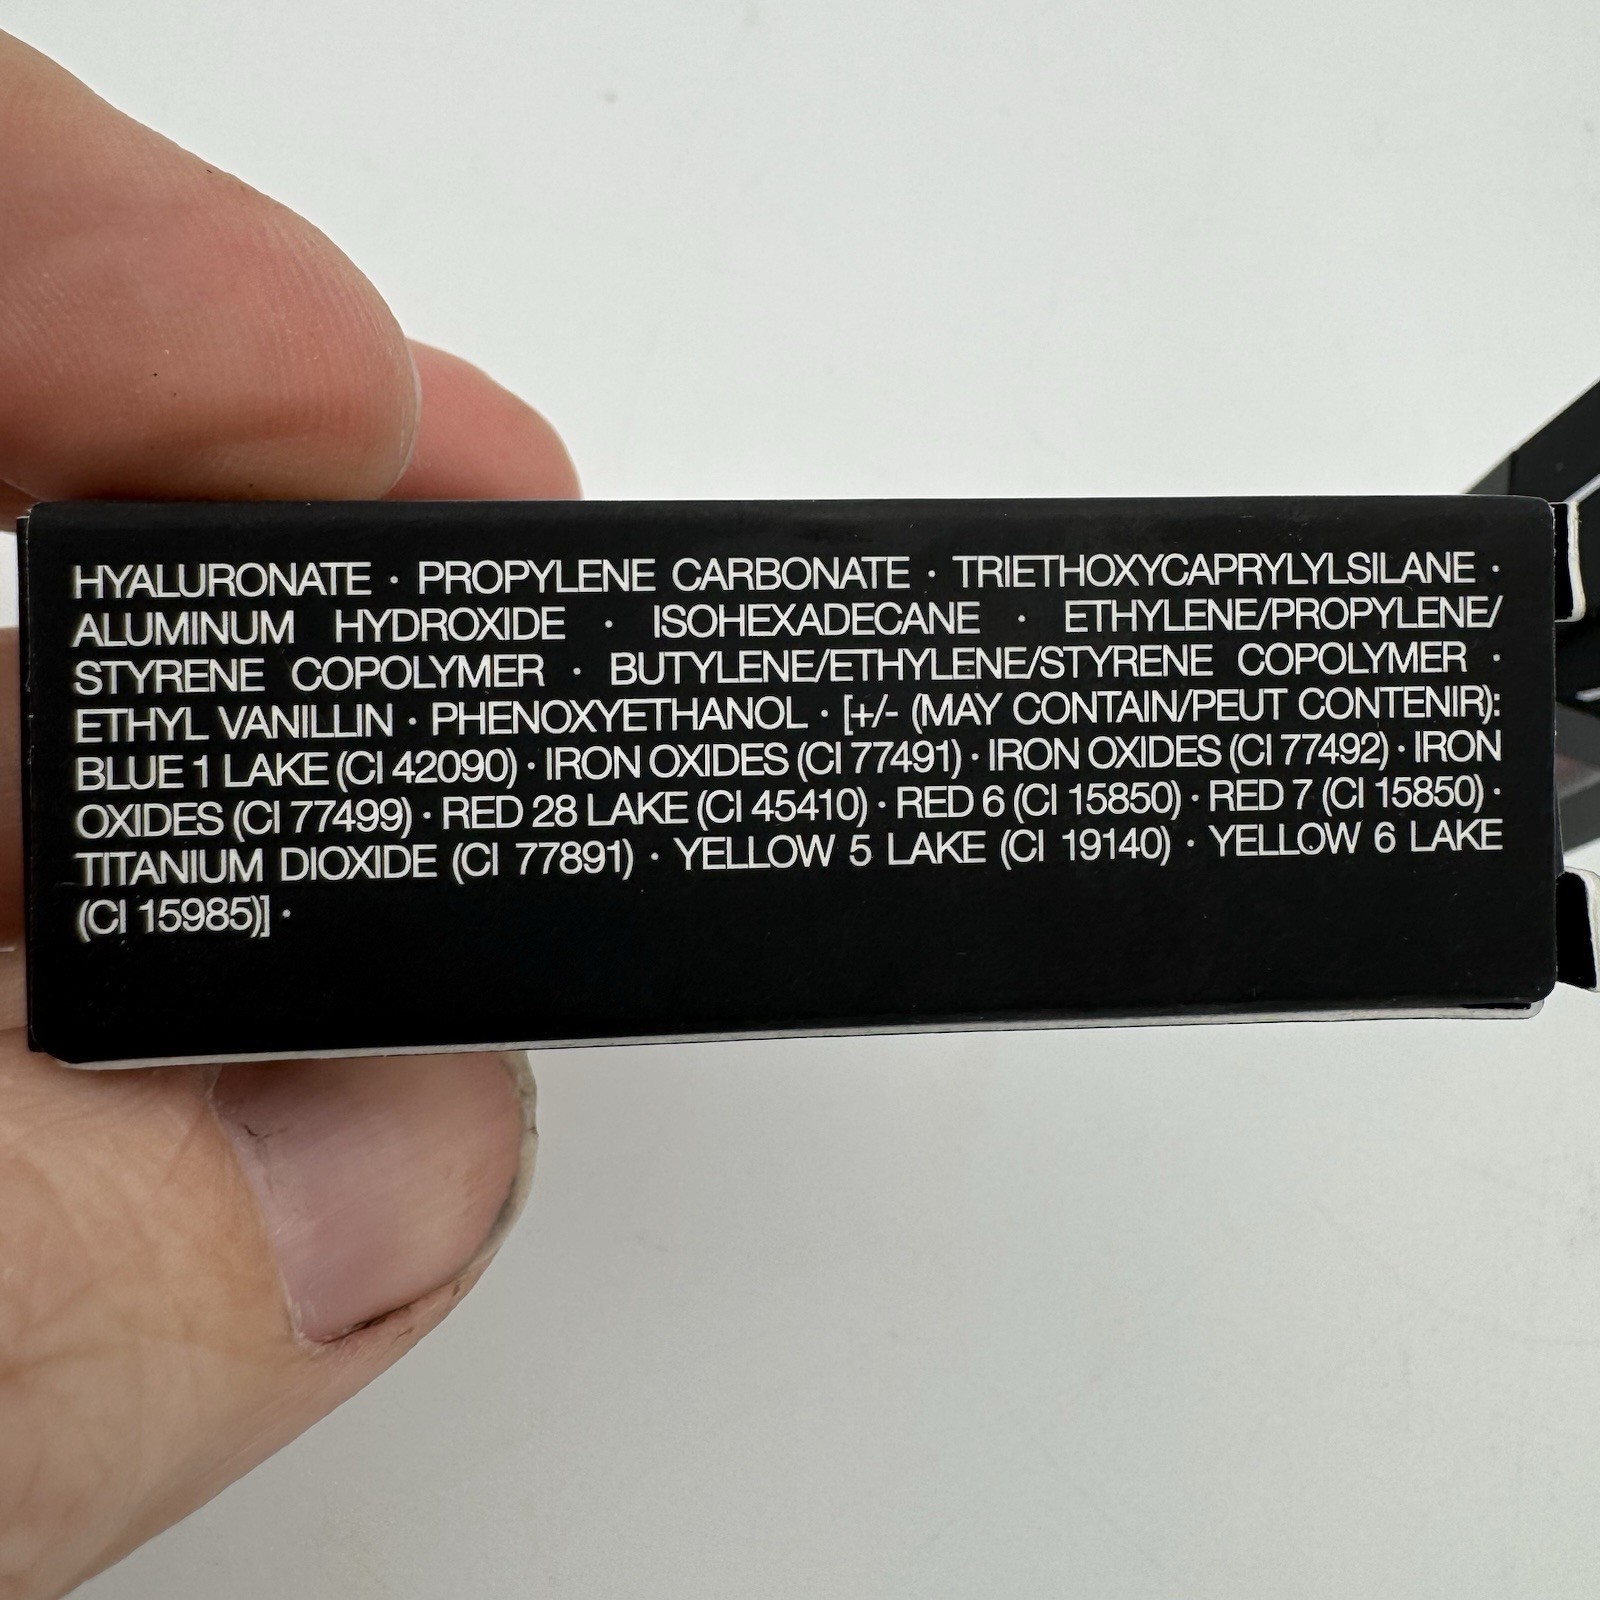 HYALURONATE · PROPYLENE CARBONATE · TRIETHOXYCAPRYLYLSILANE ·
ALUMINUM HYDROXIDE · ISOHEXADECANE · ETHYLENE/PROPYLENE/
STYRENE COPOLYMER · BUTYLENE/ETHYLENE/STYRENE COPOLYMER ·
ETHYL VANILLIN · PHENOXYETHANOL · [+/- (MAY CONTAIN/PEUT CONTENIR):
BLUE 1 LAKE (CI 42090) · IRON OXIDES (CI 77491) · IRON OXIDES (CI 77492) · IRON
OXIDES (CI 77499) · RED 28 LAKE (CI 45410) · RED 6 (CI 15850) · RED 7 (CI 15850) ·
TITANIUM DIOXIDE (CI 77891) · YELLOW 5 LAKE (CI 19140) · YELLOW 6 LAKE
(CI 15985)] ·